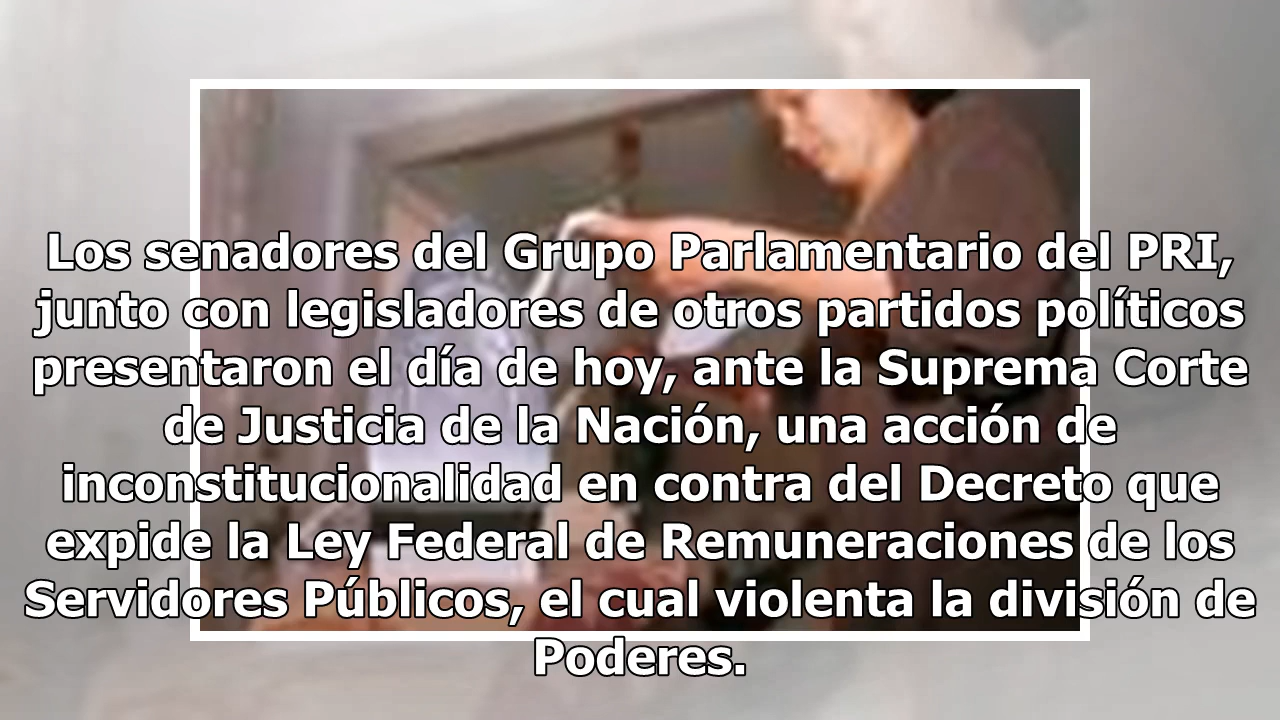 Los senadores del Grupo Parlamentario del PRI,
junto con legisladores de otros partidos políticos
presentaron el día de hoy, ante la Suprema Corte
de Justicia de la Nación, una acción de
inconstitucionalidad en contra del Decreto que
expide la Ley Federal de Remuneraciones de los
Servidores Públicos, el cual violenta la división de
Poderes.